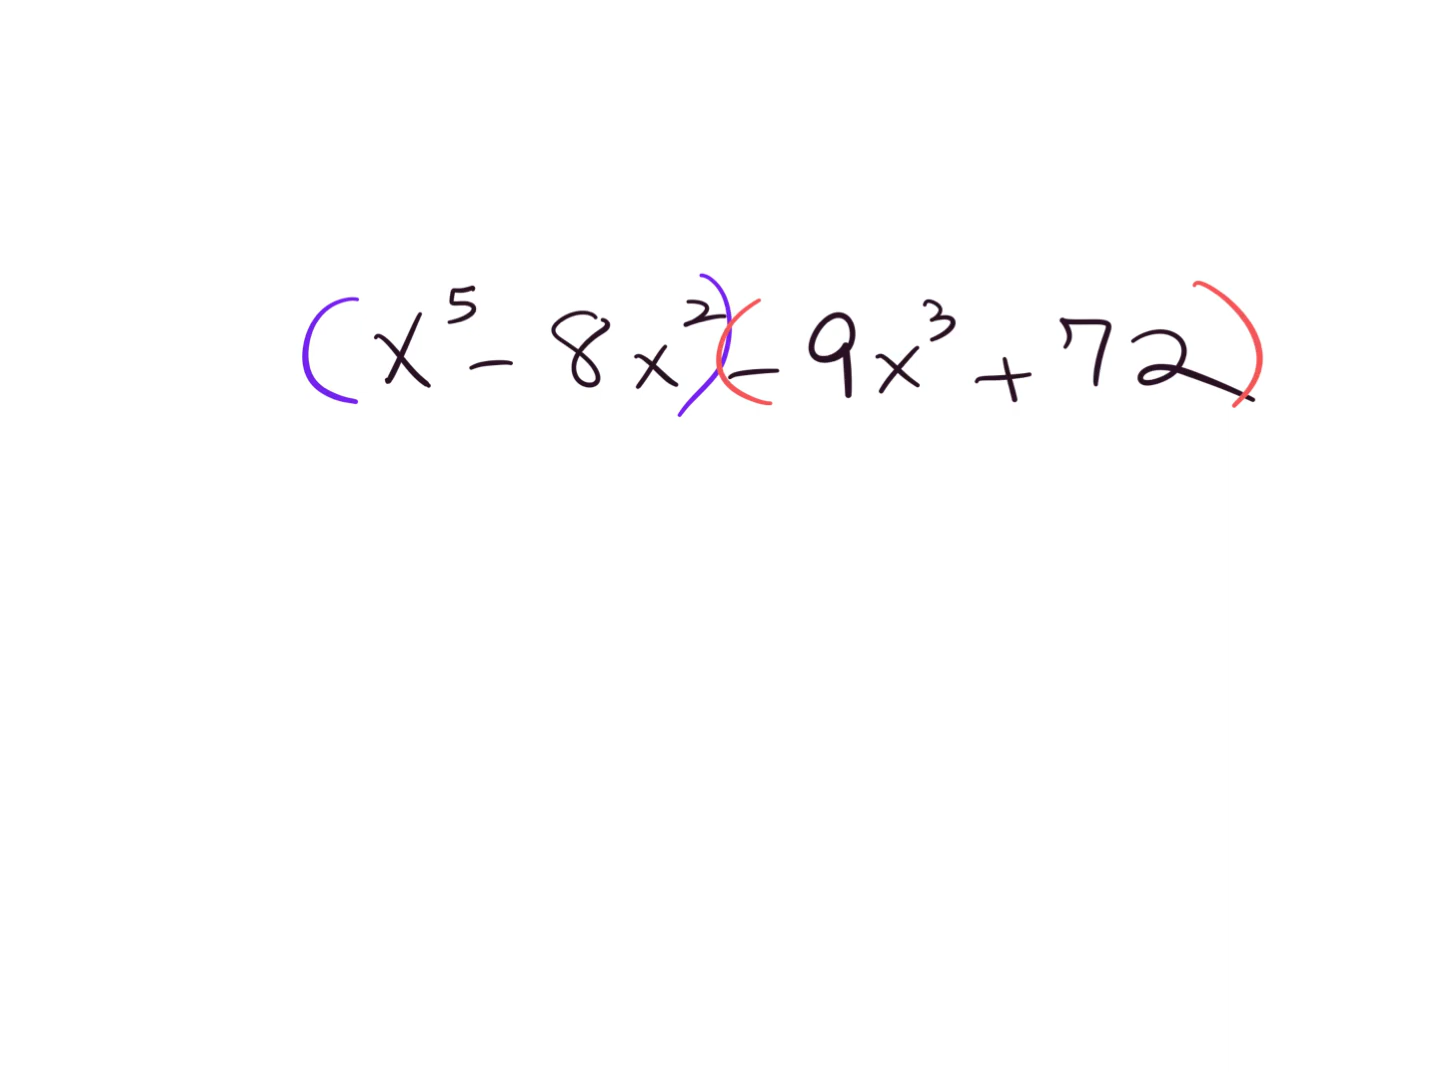 (x⁵ - 8x²)(- 9x³ + 72)